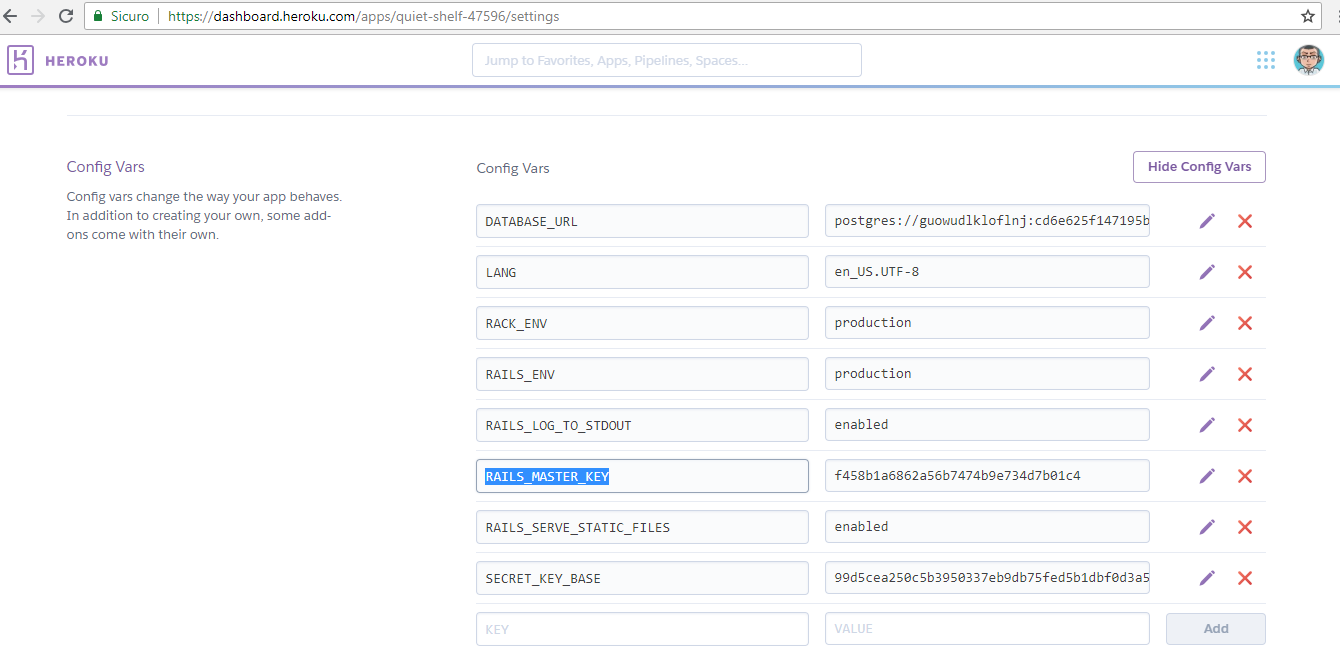 Sicuro
https://dashboard.heroku.com/apps/quiet-shelf-47596/settings
HEROKU
Jump to Favorites, Apps, Pipelines, Spaces...
Config Vars
Config vars change the way your app behaves.
In addition to creating your own, some add-
ons come with their own.
Config Vars
Hide Config Vars
DATABASE_URL
postgres://guowudlkloflnj:cd6e625f147195b
LANG
en_US.UTF-8
RACK_ENV
production
RAILS_ENV
production
RAILS_LOG_TO_STDOUT
enabled
RAILS_MASTER_KEY
f458b1a6862a56b7474b9e734d7b01c4
RAILS_SERVE_STATIC_FILES
enabled
SECRET_KEY_BASE
99d5cea250c5b3950337eb9db75fed5b1dbf0d3a5
KEY
VALUE
Add